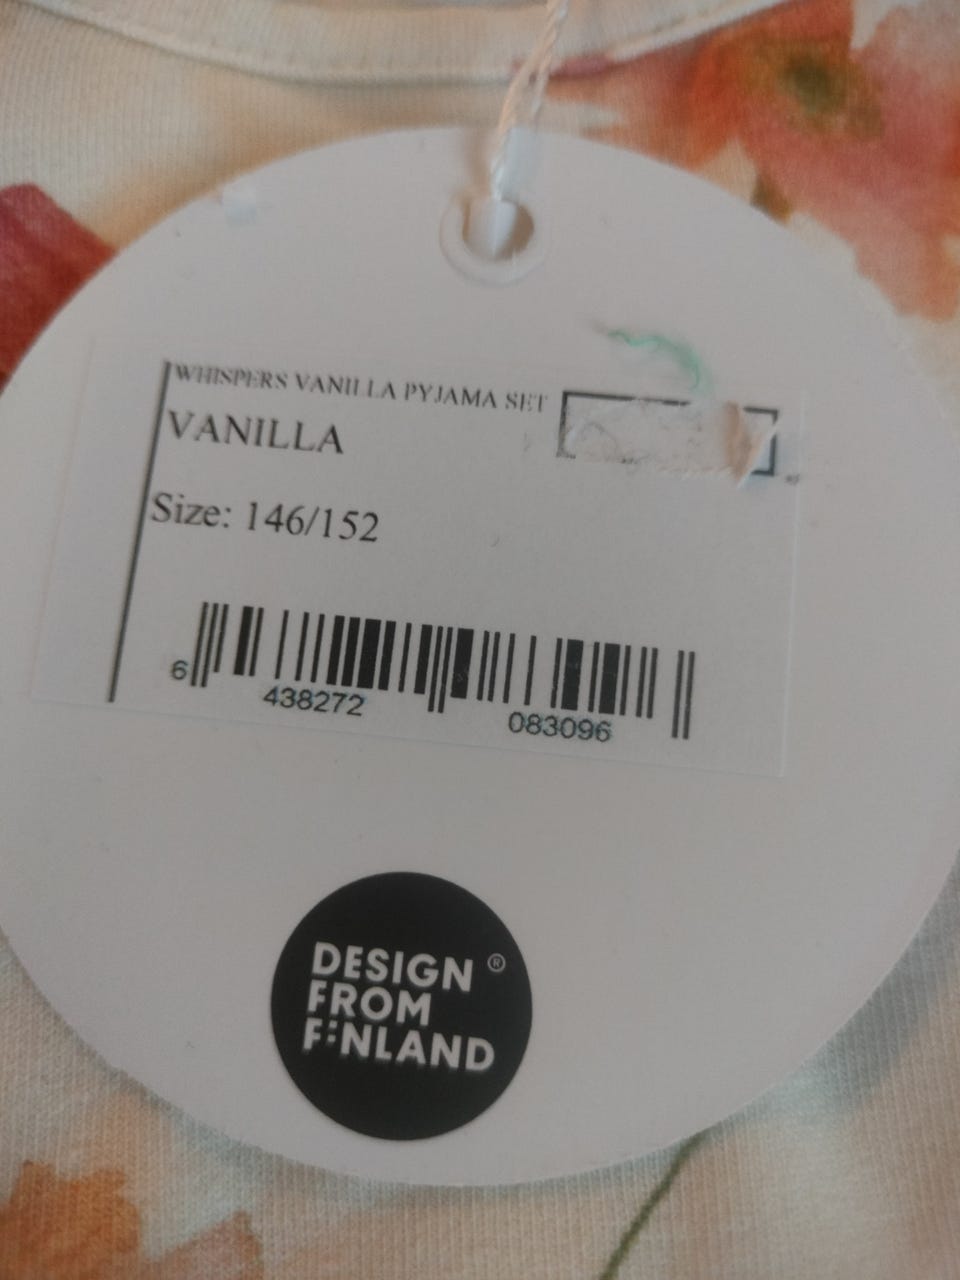 WHISPERS VANILLA PYJAMA SET
VANILLA
Size: 146/152
6 438272 083096
DESIGN ®
FROM
FINLAND